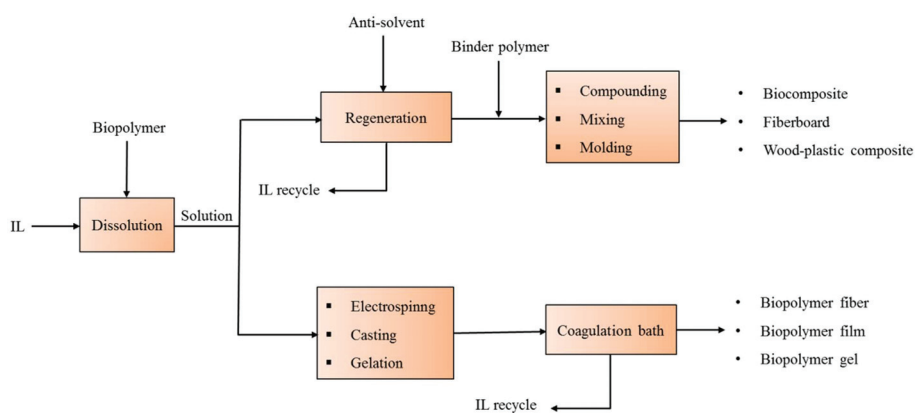 Anti-solvent
Binder polymer
Biopolymer
Regeneration
▪ Compounding
▪ Mixing
▪ Molding
• Biocomposite
• Fiberboard
• Wood-plastic composite
IL recycle
IL
Dissolution
Solution
▪ Electrospinng
▪ Casting
▪ Gelation
Coagulation bath
• Biopolymer fiber
• Biopolymer film
• Biopolymer gel
IL recycle